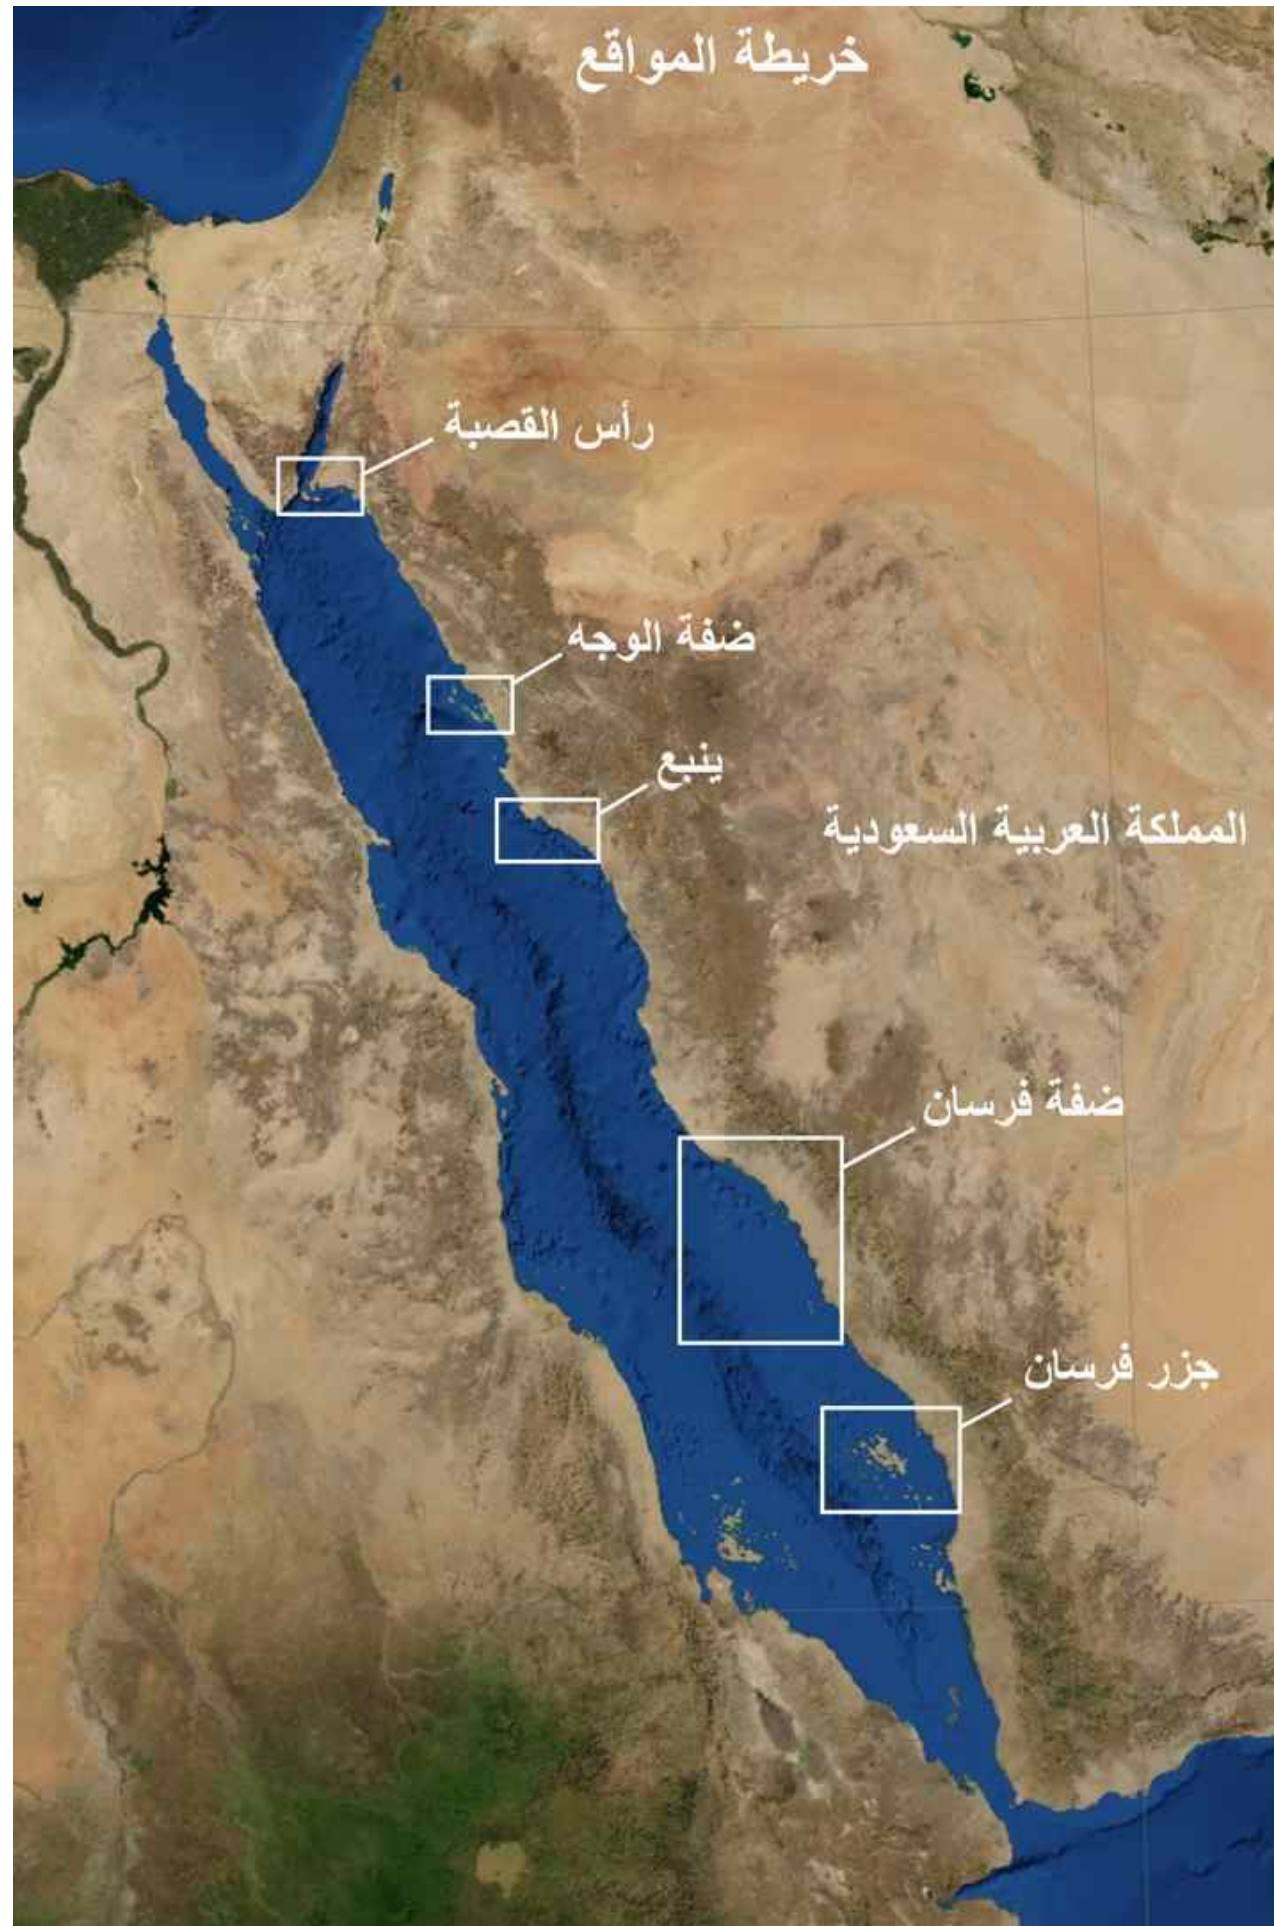 خريطة المواقع
رأس القصبة
ضفة الوجه
ينبع
المملكة العربية السعودية
ضفة فرسان
جزر فرسان